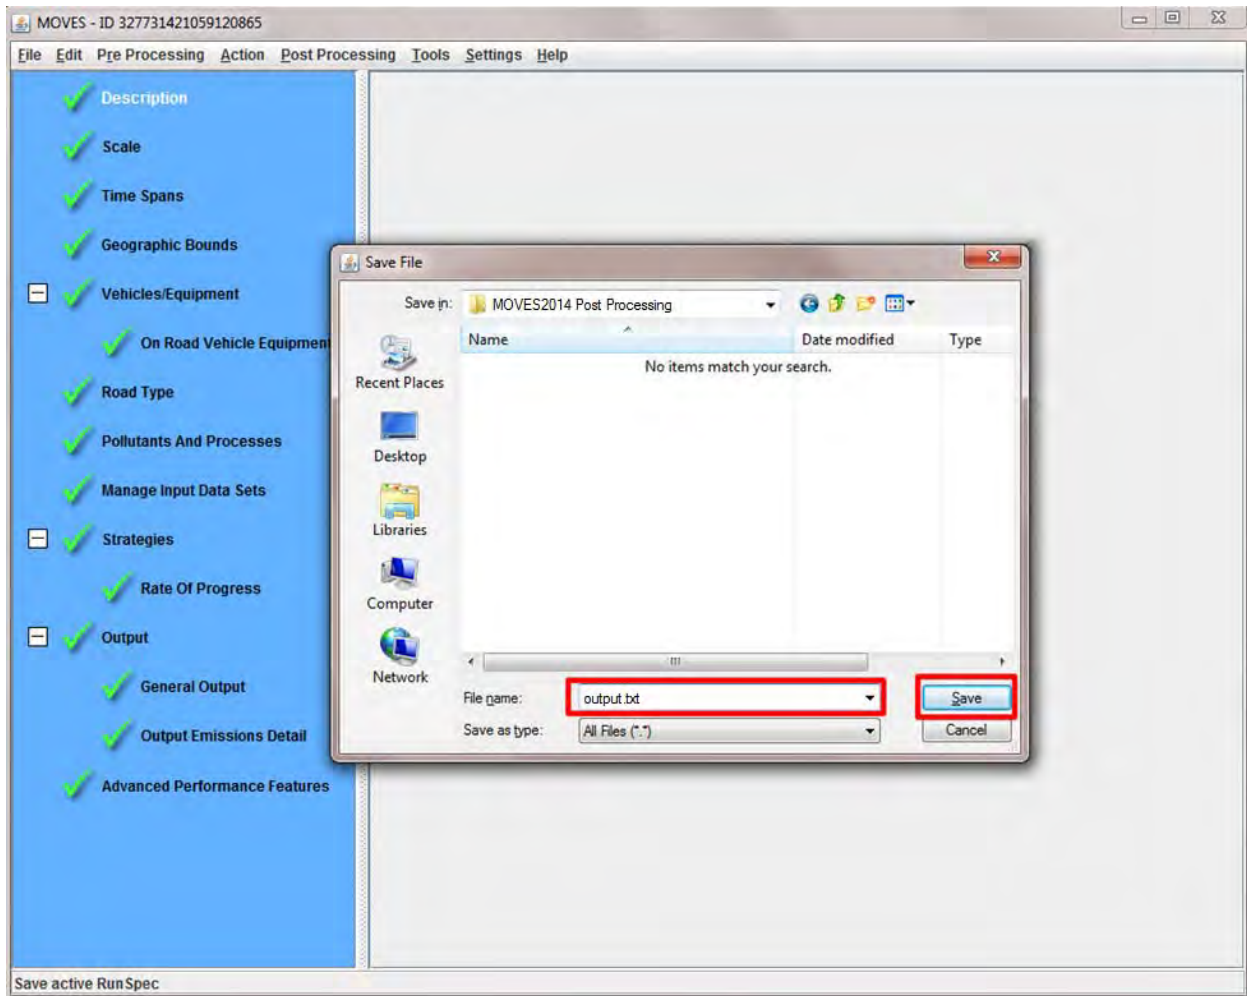 MOVES - ID 327731421059120865
File Edit Pre Processing Action Post Processing Tools Settings Help
Description
Scale
Time Spans
Geographic Bounds
Vehicles/Equipment
On Road Vehicle Equipmen
Road Type
Pollutants And Processes
Manage Input Data Sets
Strategies
Rate Of Progress
Output
General Output
Output Emissions Detail
Advanced Performance Features
Save File
Save in: MOVES2014 Post Processing
Name Date modified Type
No items match your search.
Recent Places
Desktop
Libraries
Computer
Network
File name: output.txt Save
Save as type: All Files (*.*) Cancel
Save active RunSpec